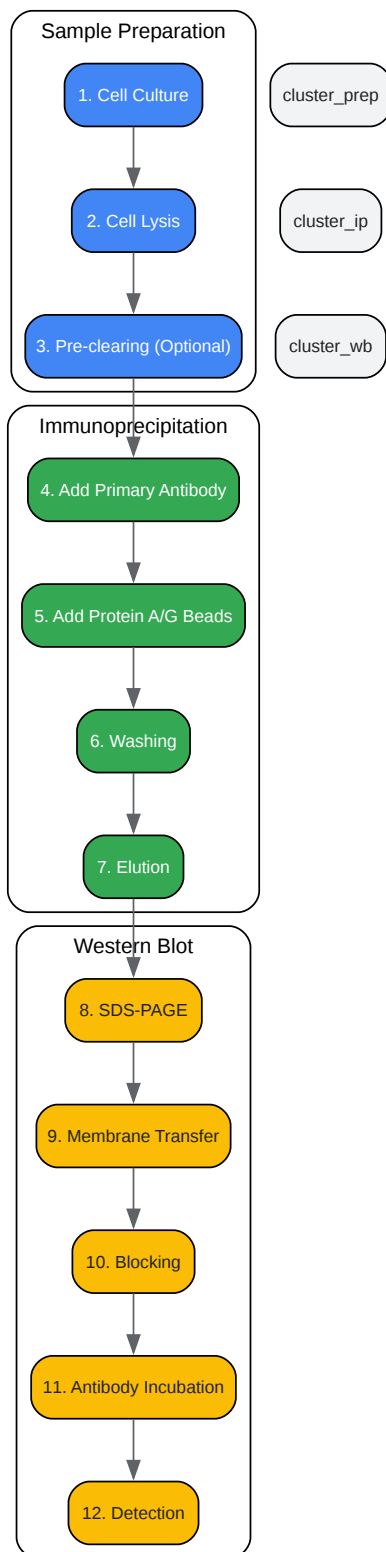 Sample Preparation
1. Cell Culture
cluster_prep
2. Cell Lysis
cluster_ip
3. Pre-clearing (Optional)
cluster_wb
Immunoprecipitation
4. Add Primary Antibody
5. Add Protein A/G Beads
6. Washing
7. Elution
Western Blot
8. SDS-PAGE
9. Membrane Transfer
10. Blocking
11. Antibody Incubation
12. Detection